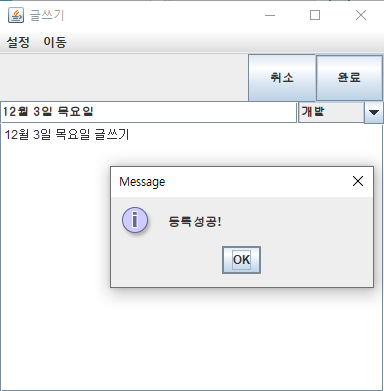 글쓰기
설정 이동
취소 완료
12월 3일 목요일 개발
12월 3일 목요일 글쓰기
Message
등록성공!
OK